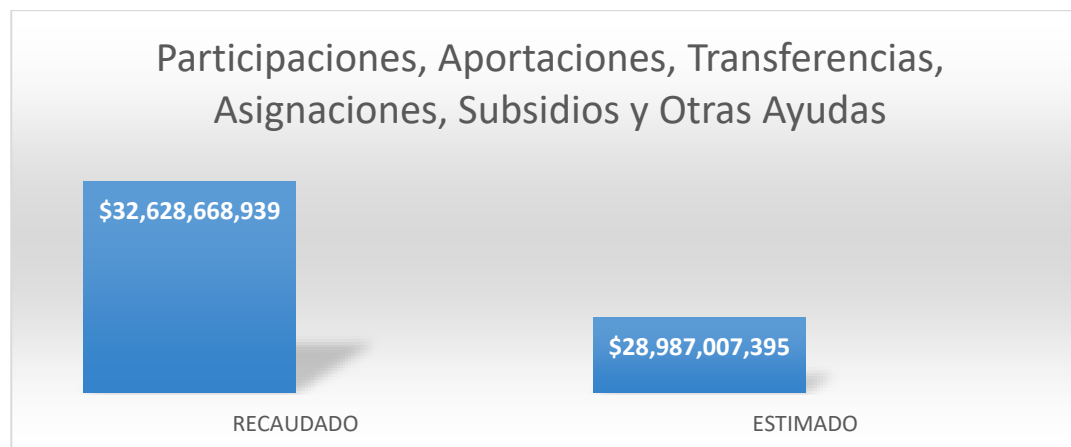 Participaciones, Aportaciones, Transferencias,
Asignaciones, Subsidios y Otras Ayudas
$32,628,668,939
$28,987,007,395
RECAUDADO
ESTIMADO